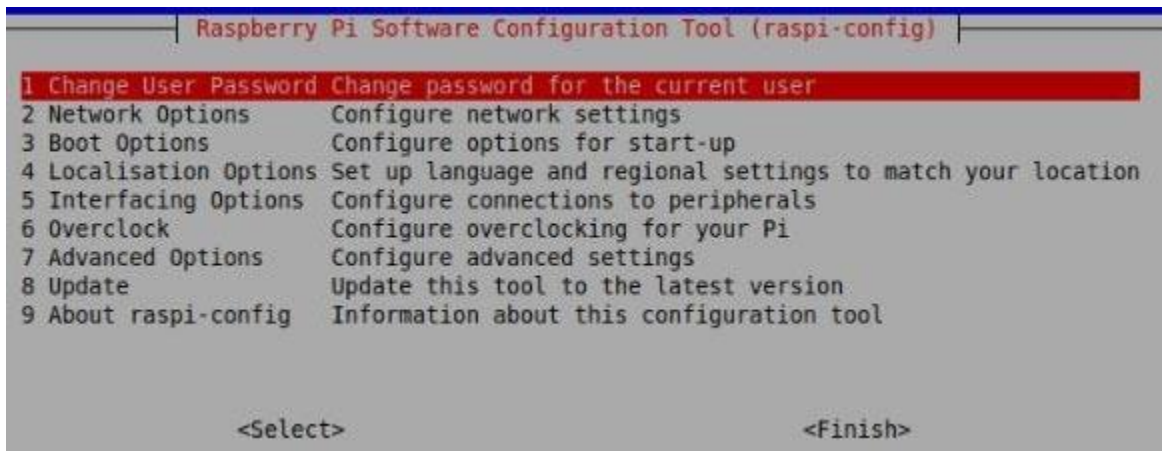 Raspberry Pi Software Configuration Tool (raspi-config)
1 Change User Password Change password for the current user
2 Network Options Configure network settings
3 Boot Options Configure options for start-up
4 Localisation Options Set up language and regional settings to match your location
5 Interfacing Options Configure connections to peripherals
6 Overclock Configure overclocking for your Pi
7 Advanced Options Configure advanced settings
8 Update Update this tool to the latest version
9 About raspi-config Information about this configuration tool
<Select> <Finish>